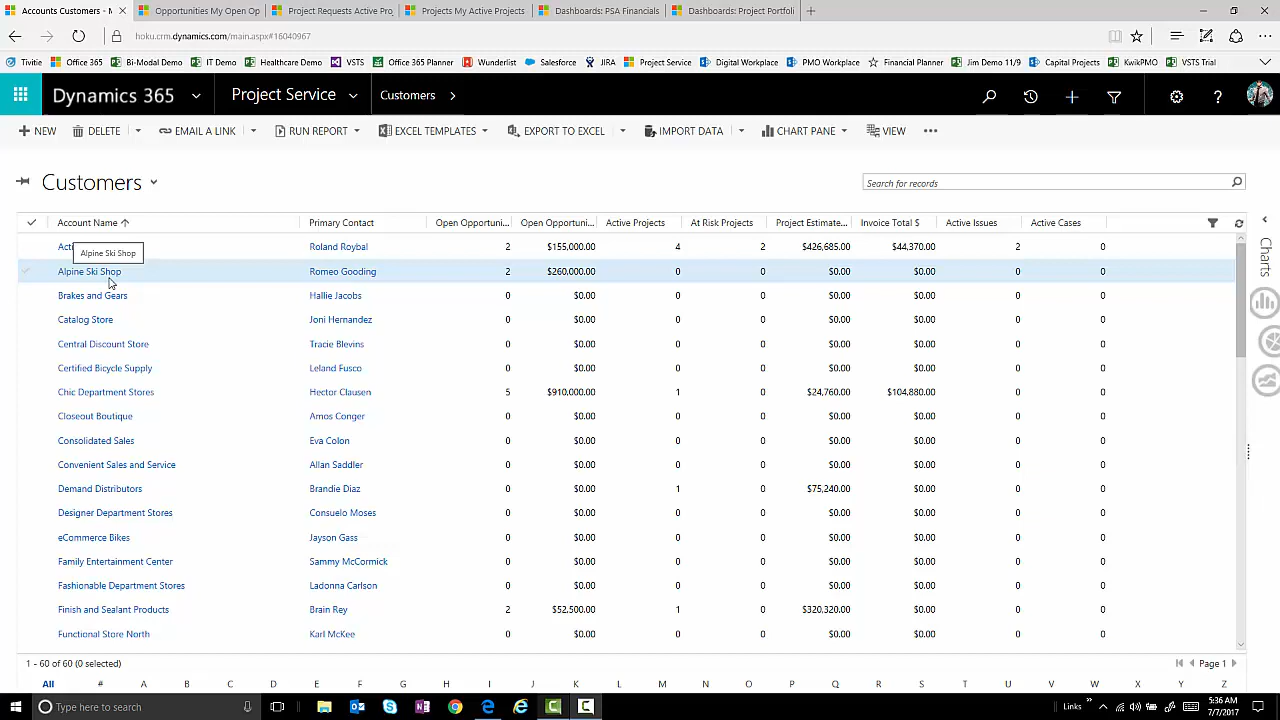 Accounts Customers -
Opportunities My Open Op
Project Requests Active Pro
Projects My Active Projects
Dashboards: PSA Financials
Dashboards: Project Portfoli
hoku.crm.dynamics.com/main.aspx#16040967
Tivitie Office 365 Bi-Modal Demo IT Demo Healthcare Demo VSTS Office 365 Planner Wunderlist Salesforce JIRA Project Service Digital Workplace PMO Workplace Financial Planner Jim Demo 11/9 Capital Projects KwikPMO VSTS Trial
Dynamics 365 Project Service Customers
NEW DELETE EMAIL A LINK RUN REPORT EXCEL TEMPLATES EXPORT TO EXCEL IMPORT DATA CHART PANE VIEW
Customers
Search for records
Account Name Primary Contact Open Opportuni... Open Opportuni... Active Projects At Risk Projects Project Estimate... Invoice Total $ Active Issues Active Cases
Act Roland Roybal 2 $155,000.00 4 2 $426,685.00 $44,370.00 2 0
Alpine Ski Shop
Alpine Ski Shop Romeo Gooding 2 $260,000.00 0 0 $0.00 $0.00 0 0
Brakes and Gears Hallie Jacobs 0 $0.00 0 0 $0.00 $0.00 0 0
Catalog Store Joni Hernandez 0 $0.00 0 0 $0.00 $0.00 0 0
Central Discount Store Tracie Blevins 0 $0.00 0 0 $0.00 $0.00 0 0
Certified Bicycle Supply Leland Fusco 0 $0.00 0 0 $0.00 $0.00 0 0
Chic Department Stores Hector Clausen 5 $910,000.00 1 0 $24,760.00 $104,880.00 0 0
Closeout Boutique Amos Conger 0 $0.00 0 0 $0.00 $0.00 0 0
Consolidated Sales Eva Colon 0 $0.00 0 0 $0.00 $0.00 0 0
Convenient Sales and Service Allan Saddler 0 $0.00 0 0 $0.00 $0.00 0 0
Demand Distributors Brandie Diaz 0 $0.00 1 0 $75,240.00 $0.00 0 0
Designer Department Stores Consuelo Moses 0 $0.00 0 0 $0.00 $0.00 0 0
eCommerce Bikes Jayson Gass 0 $0.00 0 0 $0.00 $0.00 0 0
Family Entertainment Center Sammy McCormick 0 $0.00 0 0 $0.00 $0.00 0 0
Fashionable Department Stores Ladonna Carlson 0 $0.00 0 0 $0.00 $0.00 0 0
Finish and Sealant Products Brain Rey 2 $52,500.00 1 0 $320,320.00 $0.00 0 0
Functional Store North Karl McKee 0 $0.00 0 0 $0.00 $0.00 0 0
Charts
1 - 60 of 60 (0 selected) Page 1
All # A B C D E F G H I J K L M N O P Q R S T U V W X Y Z
Type here to search
Links
5:36 AM
7/7/2017